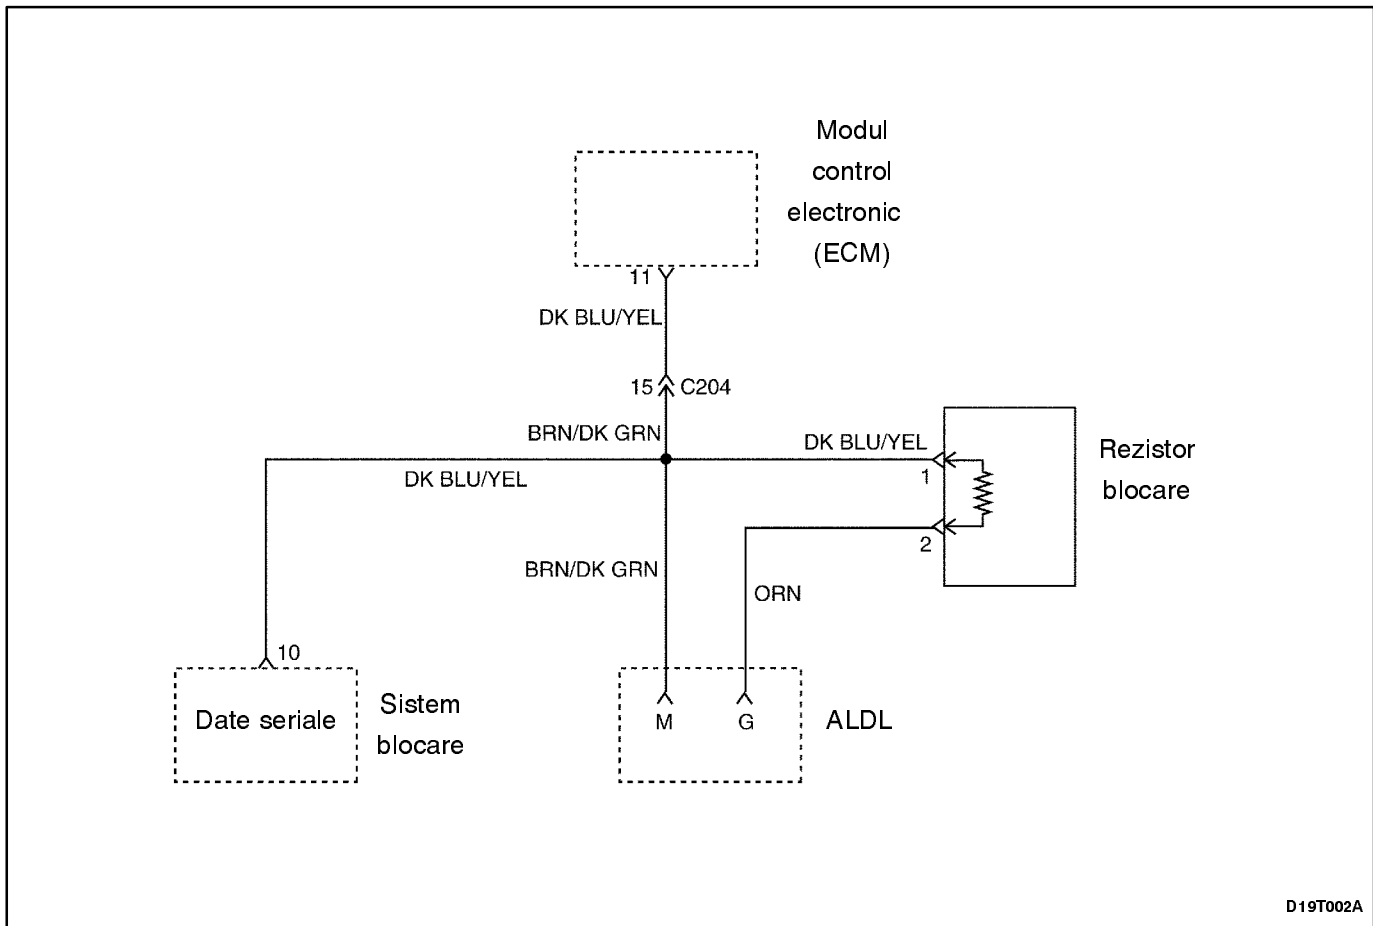 Modul
control
electronic
(ECM)
11
DK BLU/YEL
15 C204
BRN/DK GRN
DK BLU/YEL
DK BLU/YEL
1
Rezistor
blocare
2
BRN/DK GRN
ORN
10
Date seriale
Sistem
blocare
M
G
ALDL
D19T002A